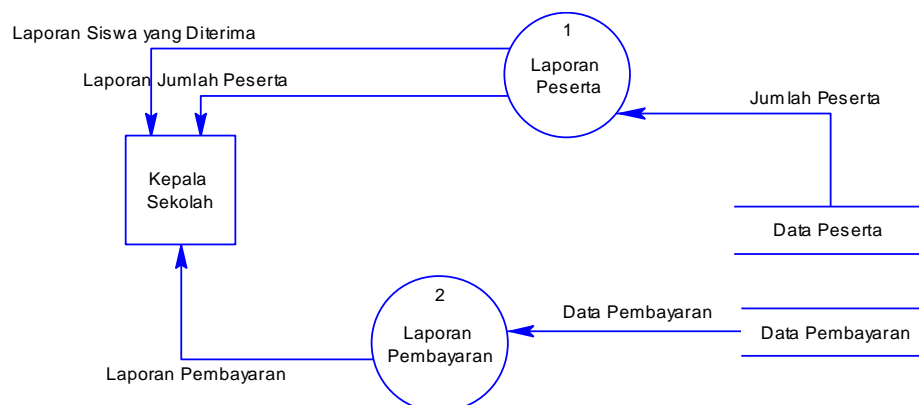 1
Laporan Siswa yang Diterima
Laporan
Peserta
Laporan Jumlah Peserta
Jumlah Peserta
Kepala
Sekolah
Data Peserta
2
Data Pembayaran
Laporan
Pembayaran
Data Pembayaran
Laporan Pembayaran